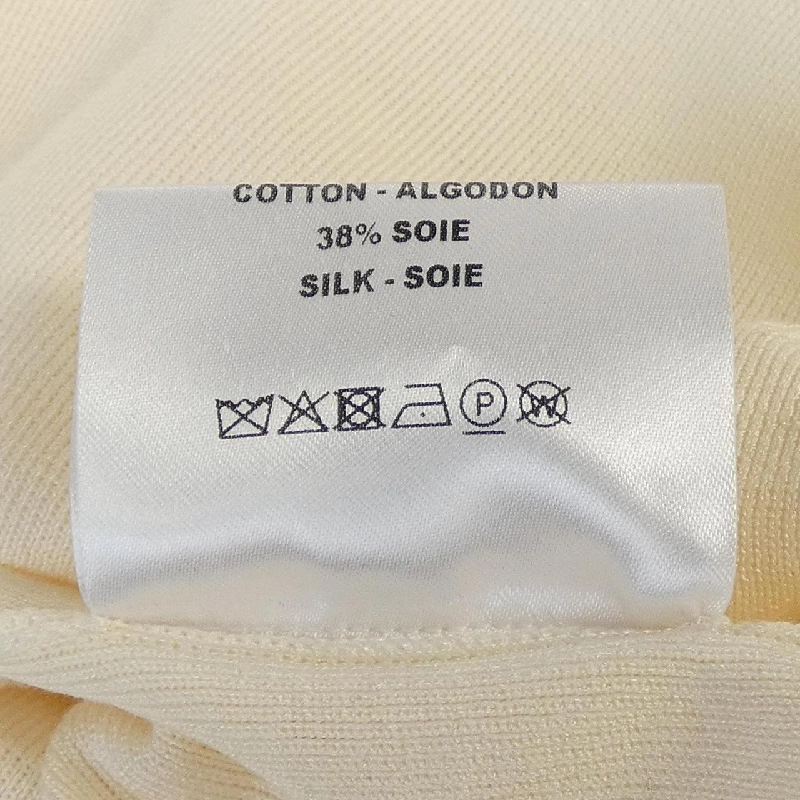 COTTON - ALGODON
38% SOIE
SILK - SOIE
P W